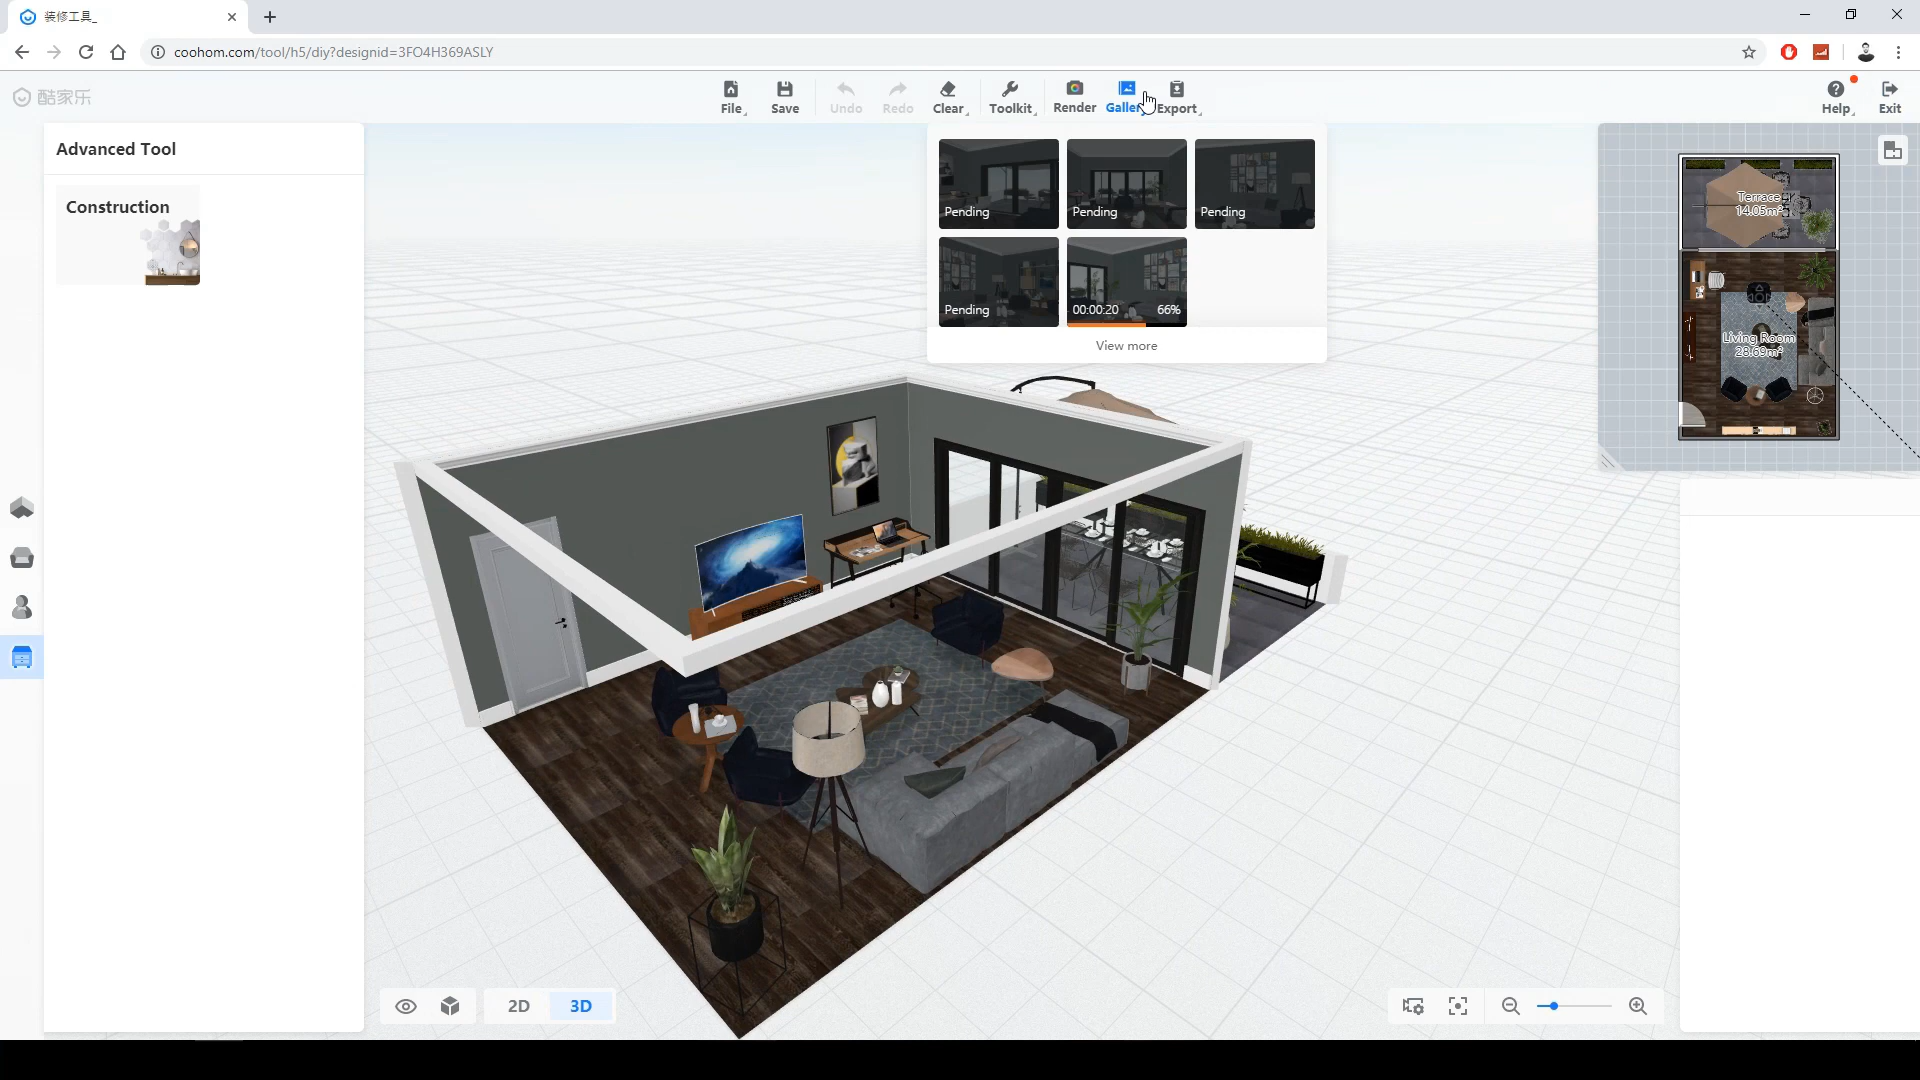 装修工具_
coohom.com/tool/h5/diy?designid=3FO4H369ASLY
酷家乐
File
Save
Undo
Redo
Clear
Toolkit
Render
Gallery
Export
Help
Exit
Advanced Tool
Construction
Pending
Pending
Pending
Pending
00:00:20
66%
View more
Terrace
14.05m²
Living Room
28.69m²
2D
3D